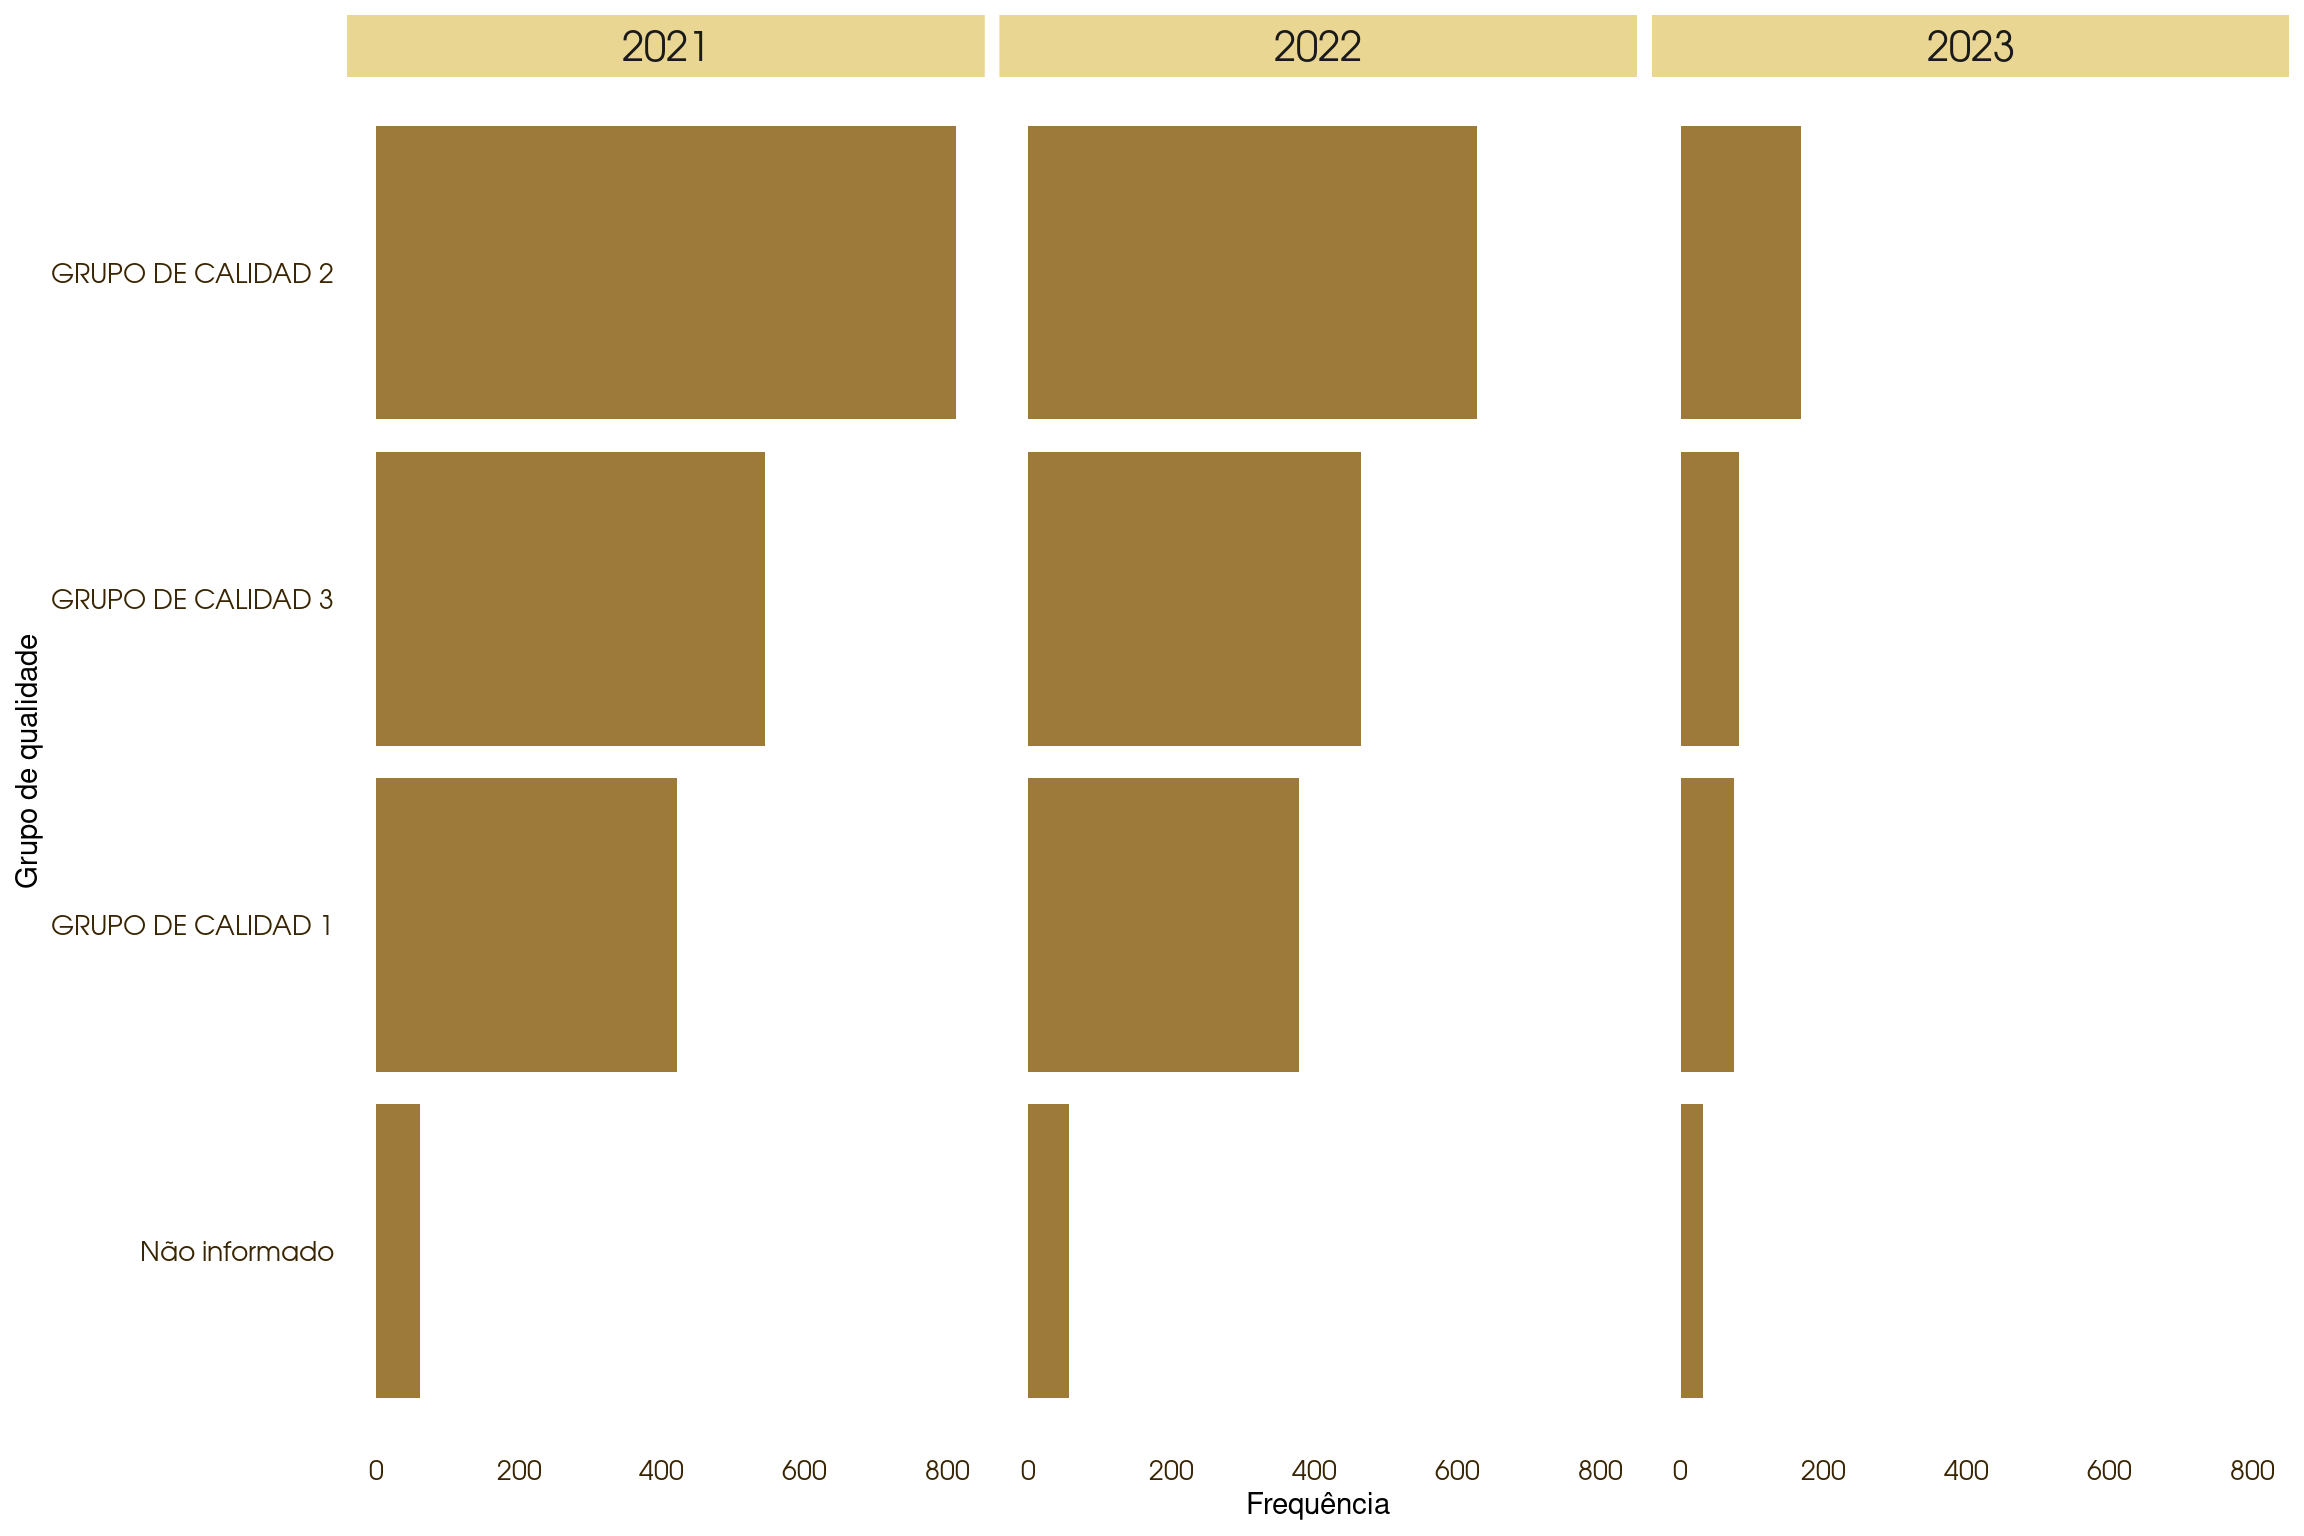 2021 2022 2023
GRUPO DE CALIDAD 2
GRUPO DE CALIDAD 3
GRUPO DE CALIDAD 1
Não informado
Grupo de qualidade
0 200 400 600 800 0 200 400 600 800 0 200 400 600 800
Frequência